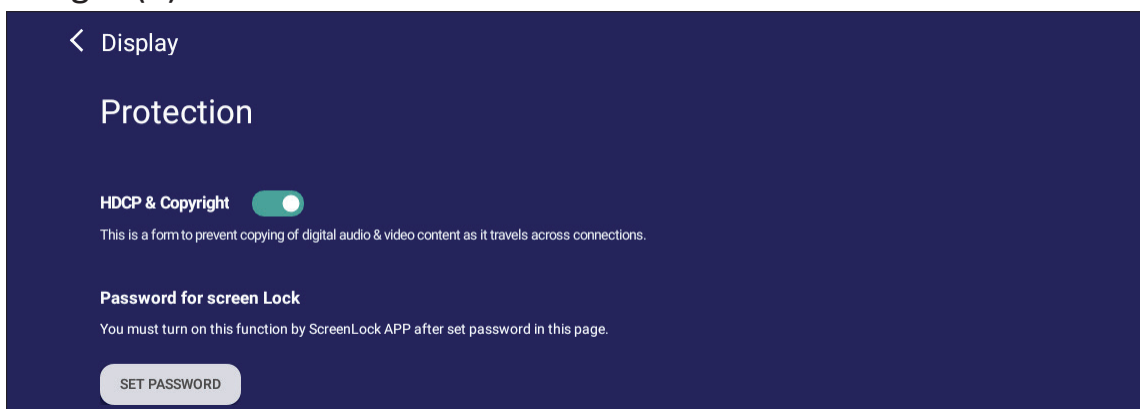 Display
Protection
HDCP & Copyright
This is a form to prevent copying of digital audio & video content as it travels across connections.
Password for screen Lock
You must turn on this function by ScreenLock APP after set password in this page.
SET PASSWORD